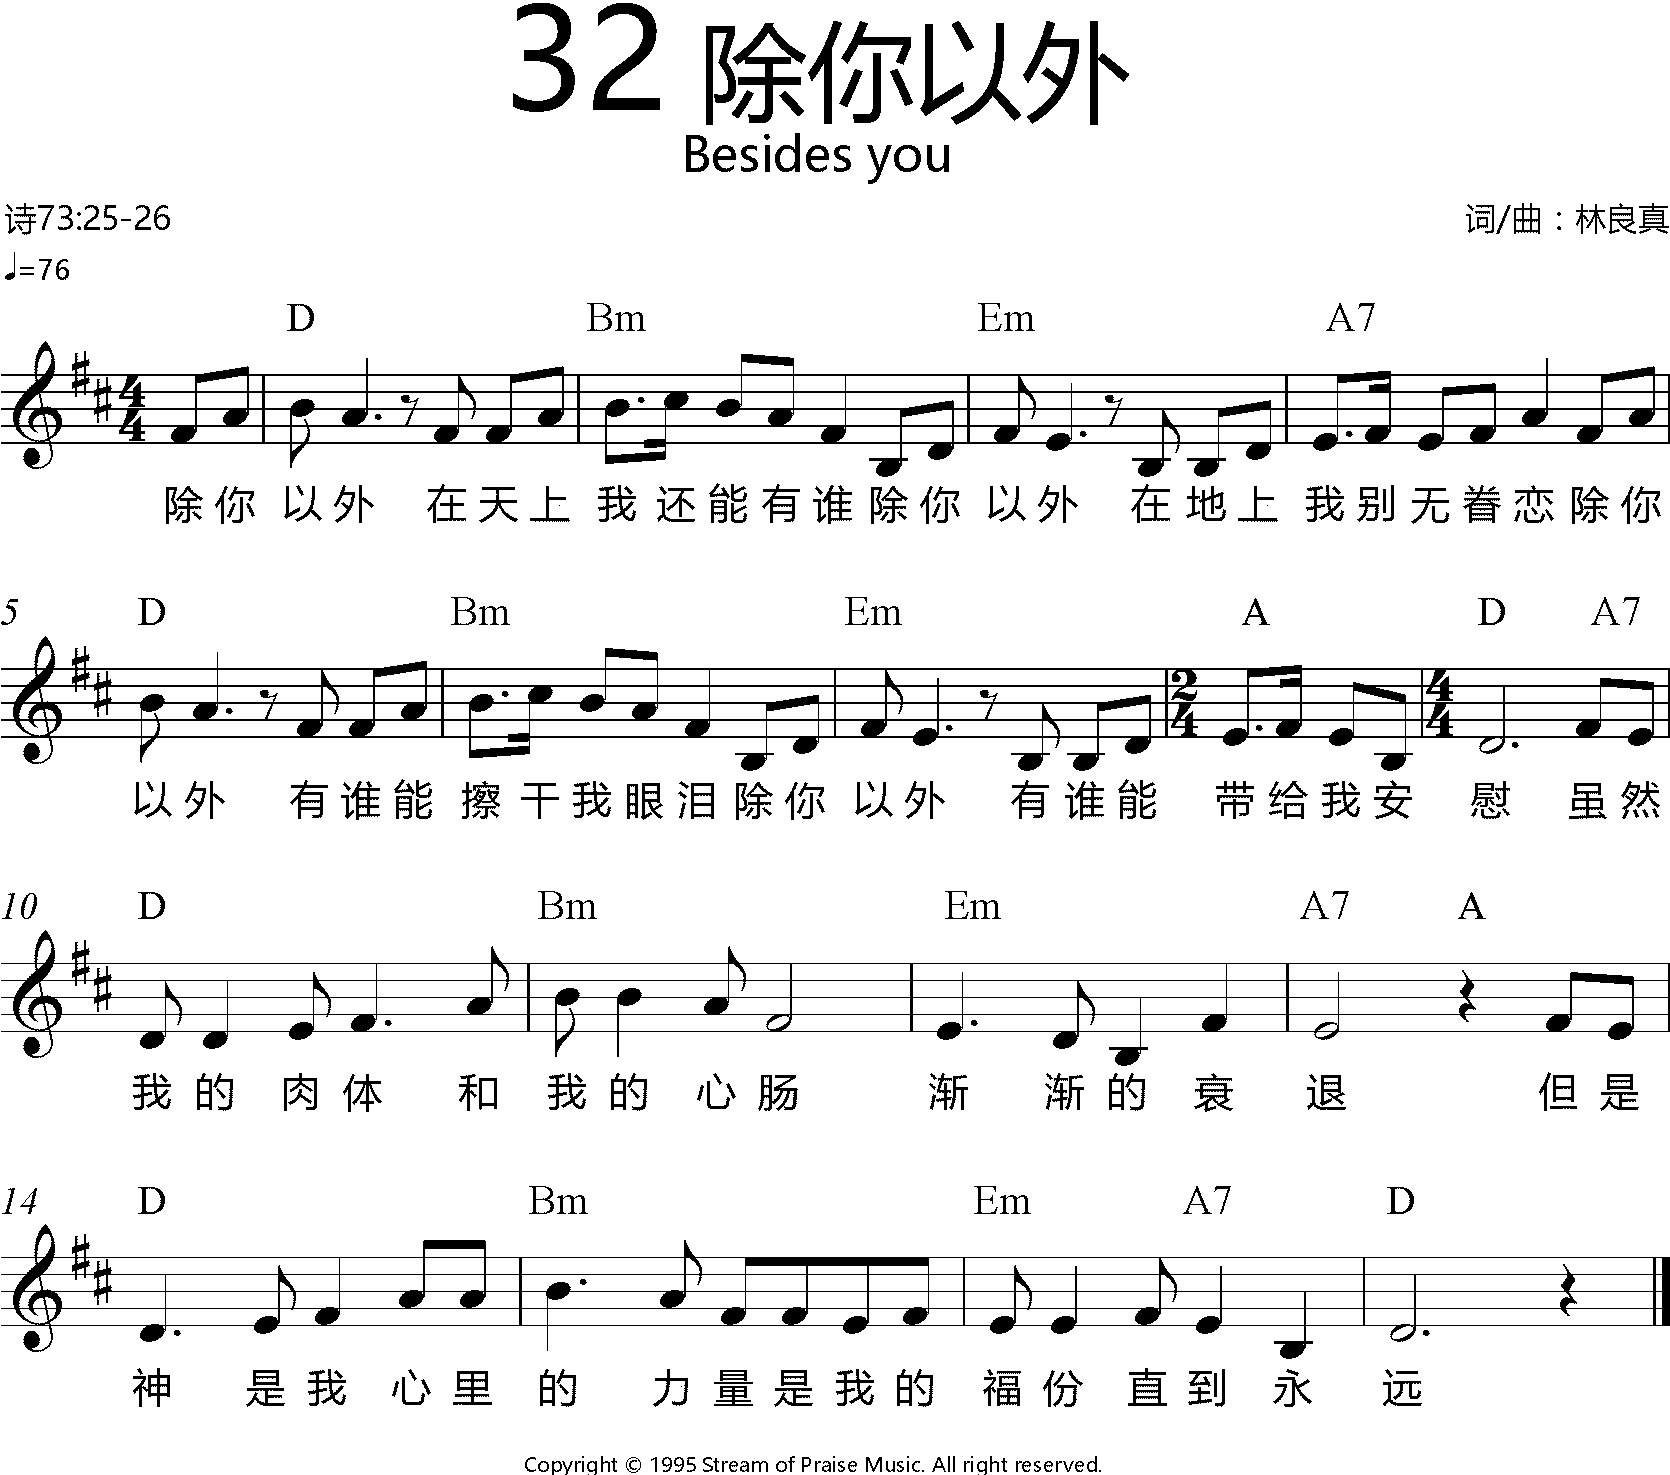 32 除你以外
Besides you
诗73:25-26
词/曲：林良真
♩=76
D Bm Em A7
4/4
除你以外在天上我还能有谁除你以外在地上我别无眷恋除你
5 D Bm Em A D A7
2/4 4/4
以外有谁能擦干我眼泪除你以外有谁能带给我安慰虽然
10 D Bm Em A7 A
我的肉体和我的心肠渐渐的衰退但是
14 D Bm Em A7 D
神是我心里的力量是我的福份直到永远
Copyright © 1995 Stream of Praise Music. All right reserved.